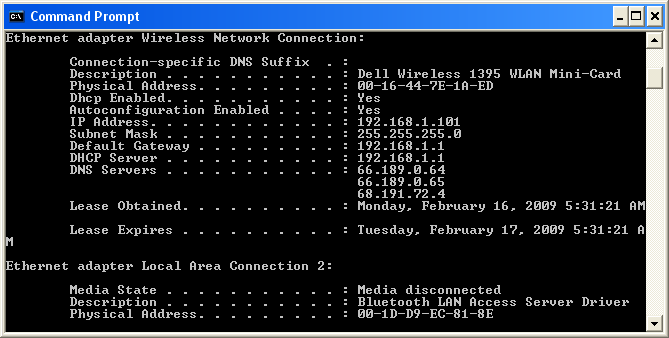 Command Prompt
Ethernet adapter Wireless Network Connection:
Connection-specific DNS Suffix . :
Description . . . . . . . . . . . : Dell Wireless 1395 WLAN Mini-Card
Physical Address. . . . . . . . . : 00-16-44-7E-1A-ED
Dhcp Enabled. . . . . . . . . . . : Yes
Autoconfiguration Enabled . . . . : Yes
IP Address. . . . . . . . . . . . : 192.168.1.101
Subnet Mask . . . . . . . . . . . : 255.255.255.0
Default Gateway . . . . . . . . . : 192.168.1.1
DHCP Server . . . . . . . . . . . : 192.168.1.1
DNS Servers . . . . . . . . . . . : 66.189.0.64
66.189.0.65
68.191.72.4
Lease Obtained. . . . . . . . . . : Monday, February 16, 2009 5:31:21 AM
Lease Expires . . . . . . . . . . : Tuesday, February 17, 2009 5:31:21 A
M
Ethernet adapter Local Area Connection 2:
Media State . . . . . . . . . . . : Media disconnected
Description . . . . . . . . . . . : Bluetooth LAN Access Server Driver
Physical Address. . . . . . . . . : 00-1D-D9-EC-81-8E